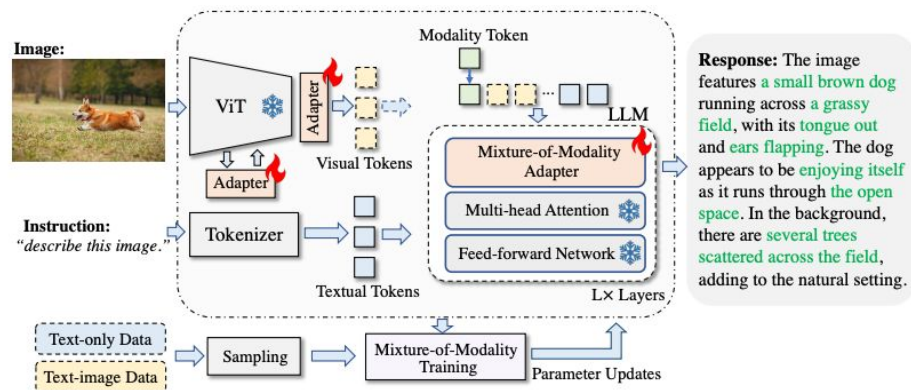 Image:
ViT
Adapter
Adapter
Visual Tokens
Modality Token
...
LLM
Mixture-of-Modality
Adapter
Multi-head Attention
Feed-forward Network
L× Layers
Instruction:
“describe this image.”
Tokenizer
Textual Tokens
Text-only Data
Text-image Data
Sampling
Mixture-of-Modality
Training
Parameter Updates
Response: The image
features a small brown dog
running across a grassy
field, with its tongue out
and ears flapping. The dog
appears to be enjoying itself
as it runs through the open
space. In the background,
there are several trees
scattered across the field,
adding to the natural setting.